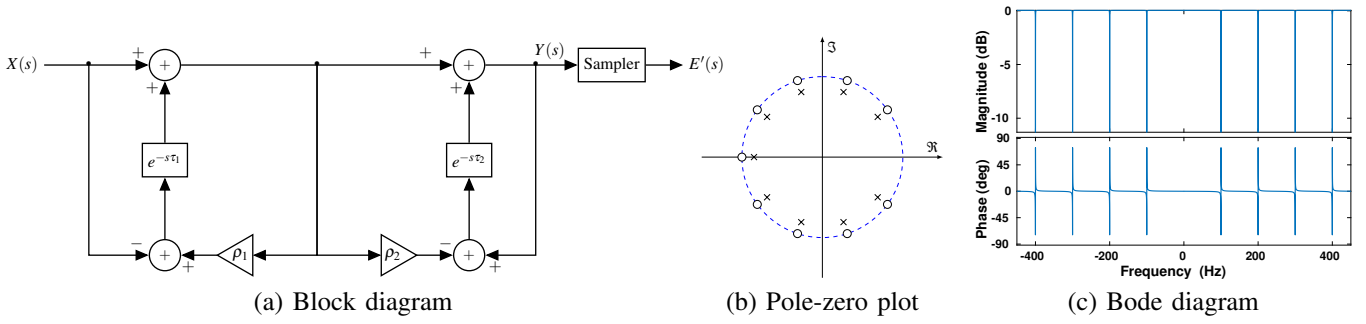 X(s)
+
+
+
e^{-sτ₁}
−
+
+
ρ₁
ρ₂
+
+
+
e^{-sτ₂}
−
+
+
Y(s)
Sampler
E′(s)
(a) Block diagram
ℑ
ℜ
(b) Pole-zero plot
0
-5
-10
Magnitude (dB)
90
45
0
-45
-90
Phase (deg)
-400
-200
0
200
400
Frequency (Hz)
(c) Bode diagram